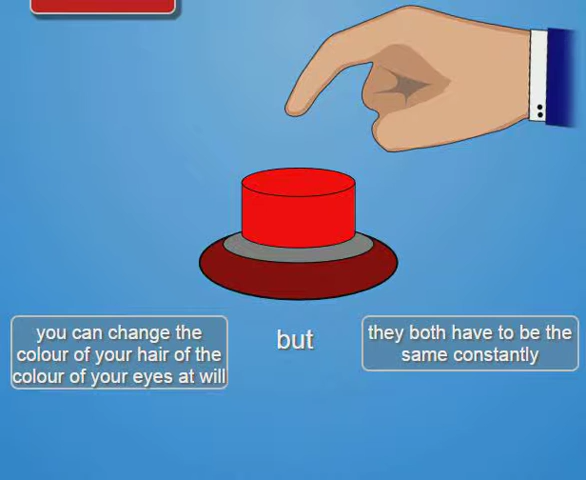 you can change the
colour of your hair of the
colour of your eyes at will
but
they both have to be the
same constantly